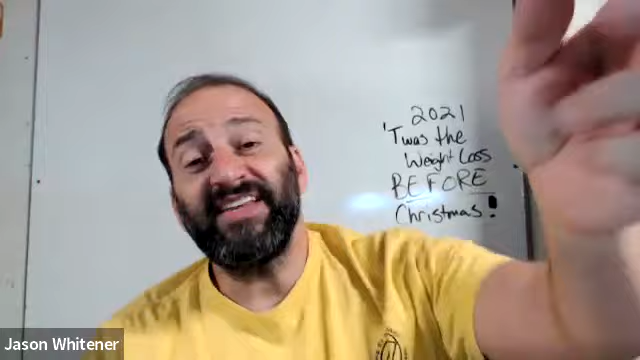 2021
'Twas the
Weight Loss
BEFORE
Christmas!
Jason Whitener